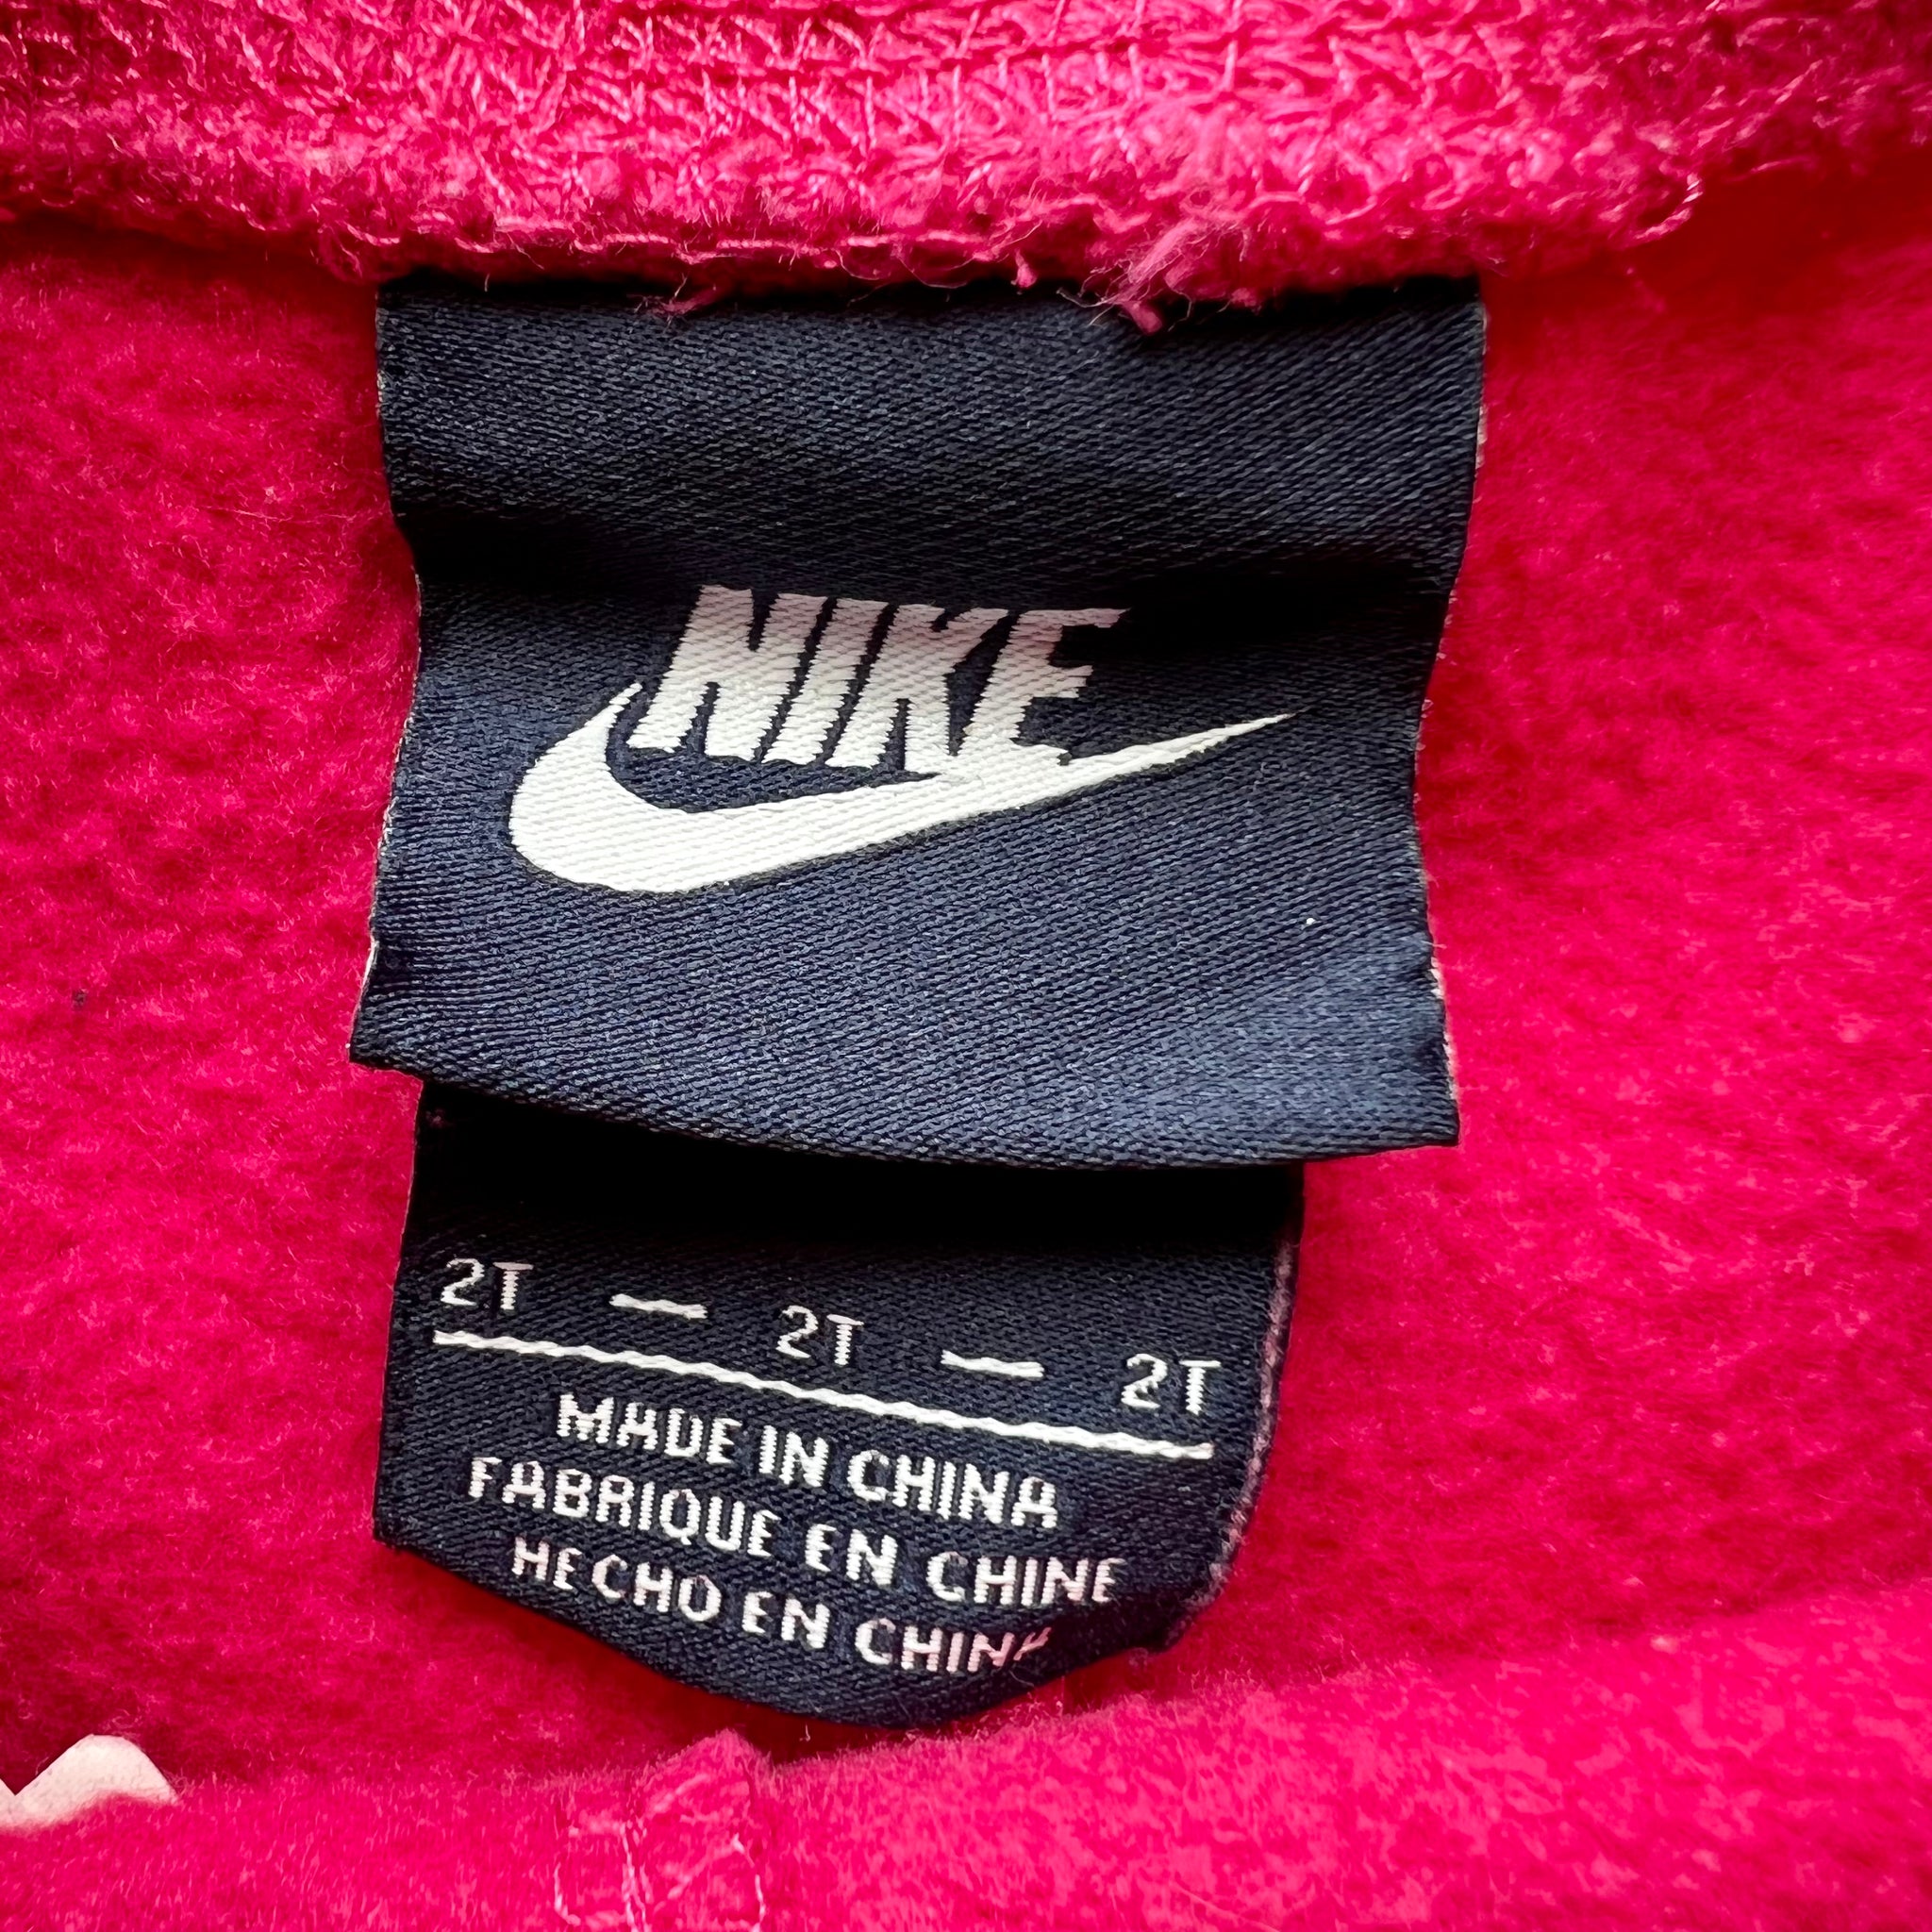 NIKE
2T — 2T — 2T
MADE IN CHINA
FABRIQUE EN CHINE
HECHO EN CHINA